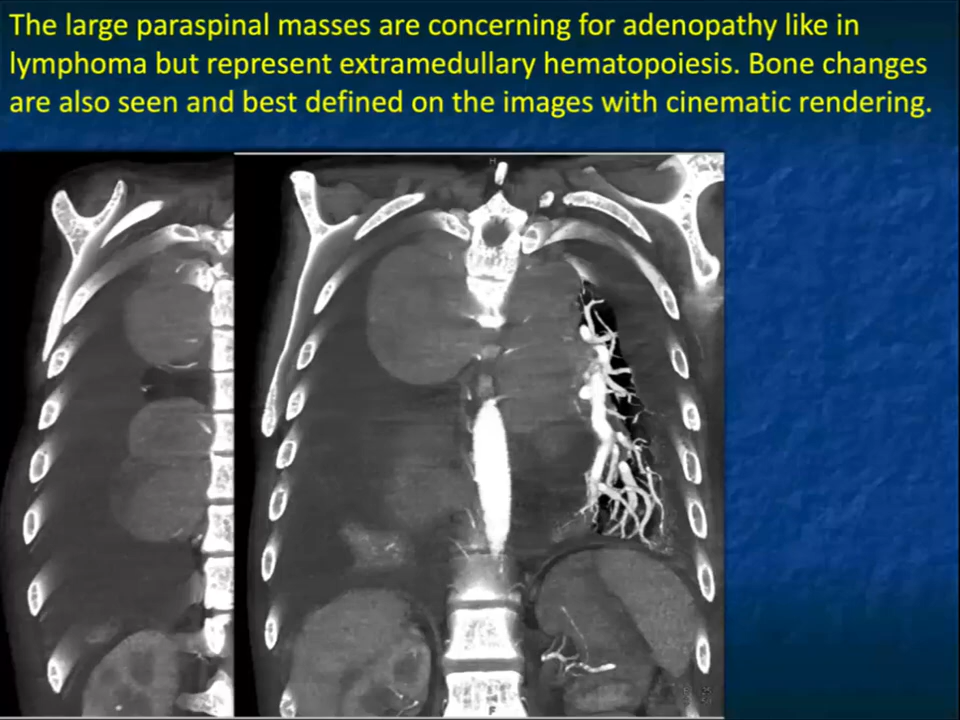 The large paraspinal masses are concerning for adenopathy like in
lymphoma but represent extramedullary hematopoiesis. Bone changes
are also seen and best defined on the images with cinematic rendering.
H
F